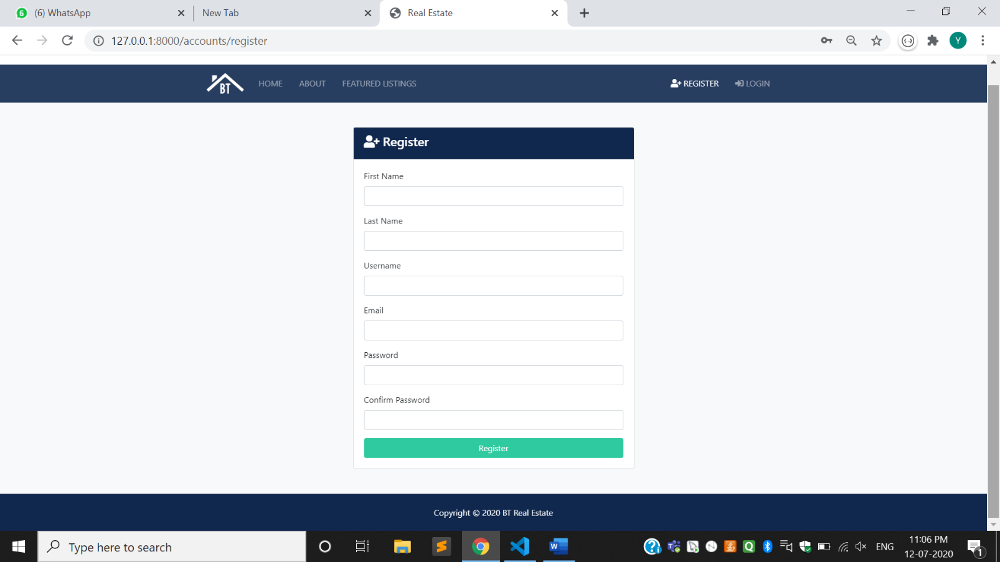 6 (6) WhatsApp
New Tab
Real Estate
127.0.0.1:8000/accounts/register
Y
BT
HOME
ABOUT
FEATURED LISTINGS
REGISTER
LOGIN
Register
First Name
Last Name
Username
Email
Password
Confirm Password
Register
Copyright © 2020 BT Real Estate
Type here to search
W
Q
ENG
11:06 PM
12-07-2020
1